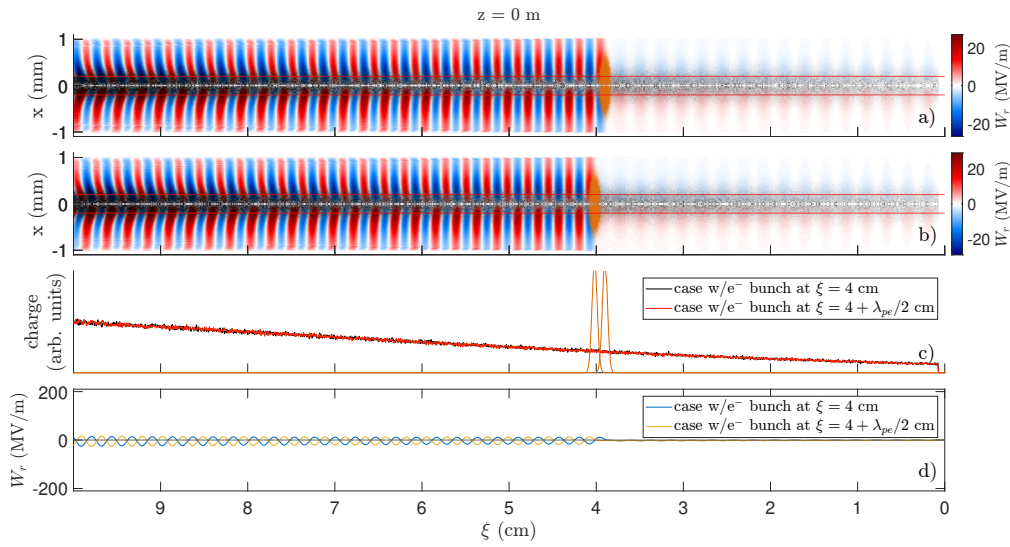 z = 0 m
1
0
-1
x (mm)
a)
20
0
-20
W_r (MV/m)
1
0
-1
x (mm)
b)
20
0
-20
W_r (MV/m)
charge
(arb. units)
case w/e⁻ bunch at ξ = 4 cm
case w/e⁻ bunch at ξ = 4 + λ_pe/2 cm
c)
200
0
-200
W_r (MV/m)
case w/e⁻ bunch at ξ = 4 cm
case w/e⁻ bunch at ξ = 4 + λ_pe/2 cm
d)
9 8 7 6 5 4 3 2 1 0
ξ (cm)